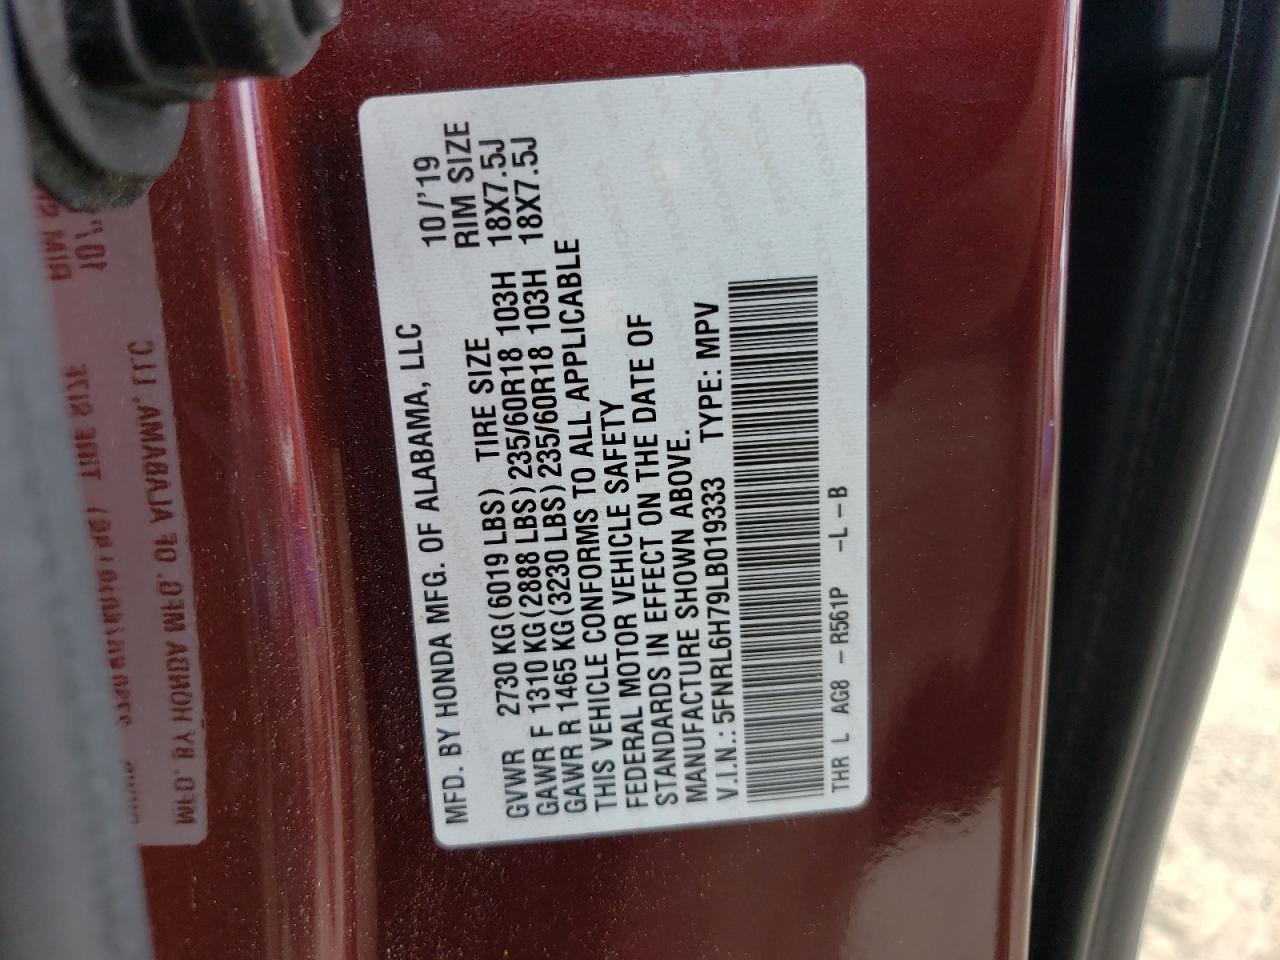 MFD. BY HONDA MFG. OF ALABAMA, LLC 10/'19
GVWR 2730 KG (6019 LBS) TIRE SIZE RIM SIZE
GAWR F 1310 KG (2888 LBS) 235/60R18 103H 18X7.5J
GAWR R 1465 KG (3230 LBS) 235/60R18 103H 18X7.5J
THIS VEHICLE CONFORMS TO ALL APPLICABLE
FEDERAL MOTOR VEHICLE SAFETY
STANDARDS IN EFFECT ON THE DATE OF
MANUFACTURE SHOWN ABOVE.
V.I.N.: 5FNRL6H79LB019333 TYPE: MPV
THR L AG8 - R561P -L-B